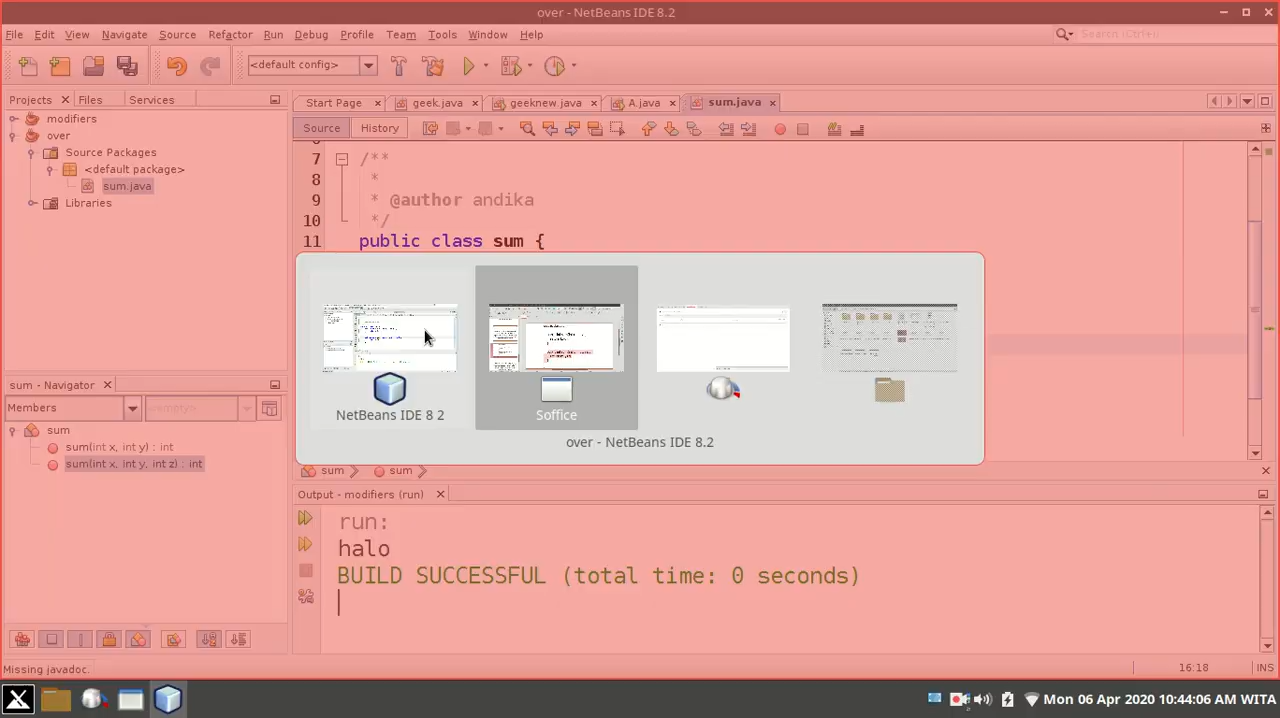 over - NetBeans IDE 8.2
File Edit View Navigate Source Refactor Run Debug Profile Team Tools Window Help
Search (Ctrl+I)
<default config>
Projects Files Services
Start Page geek.java geeknew.java A.java sum.java
modifiers
over
Source Packages
<default package>
sum.java
Libraries
Source History
7 /**
8 *
9 * @author andika
10 */
11 public class sum {
NetBeans IDE 8 2 Soffice
over - NetBeans IDE 8.2
sum - Navigator
Members
<empty>
sum
sum(int x, int y) : int
sum(int x, int y, int z) : int
sum sum
Output - modifiers (run)
run:
halo
BUILD SUCCESSFUL (total time: 0 seconds)
Missing javadoc.
16:18 INS
Mon 06 Apr 2020 10:44:06 AM WITA